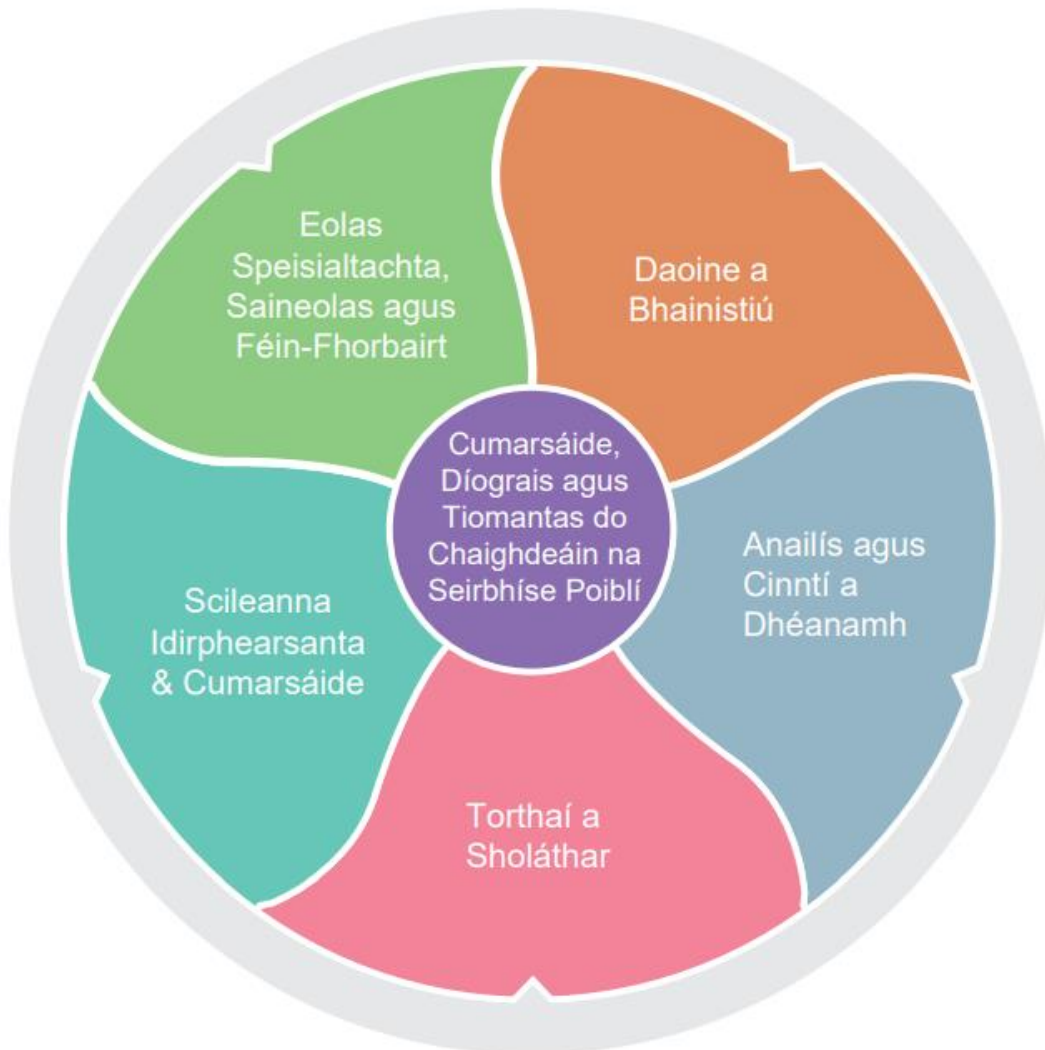 Eolas
Speisialtachta,
Saineolas agus
Féin-Fhorbairt
Daoine a
Bhainistiú
Cumarsáide,
Díograis agus
Tiomantas do
Chaighdeáin na
Seirbhíse Poiblí
Anailís agus
Cinntí a
Dhéanamh
Scileanna
Idirphearsanta
& Cumarsáide
Torthaí a
Sholáthar